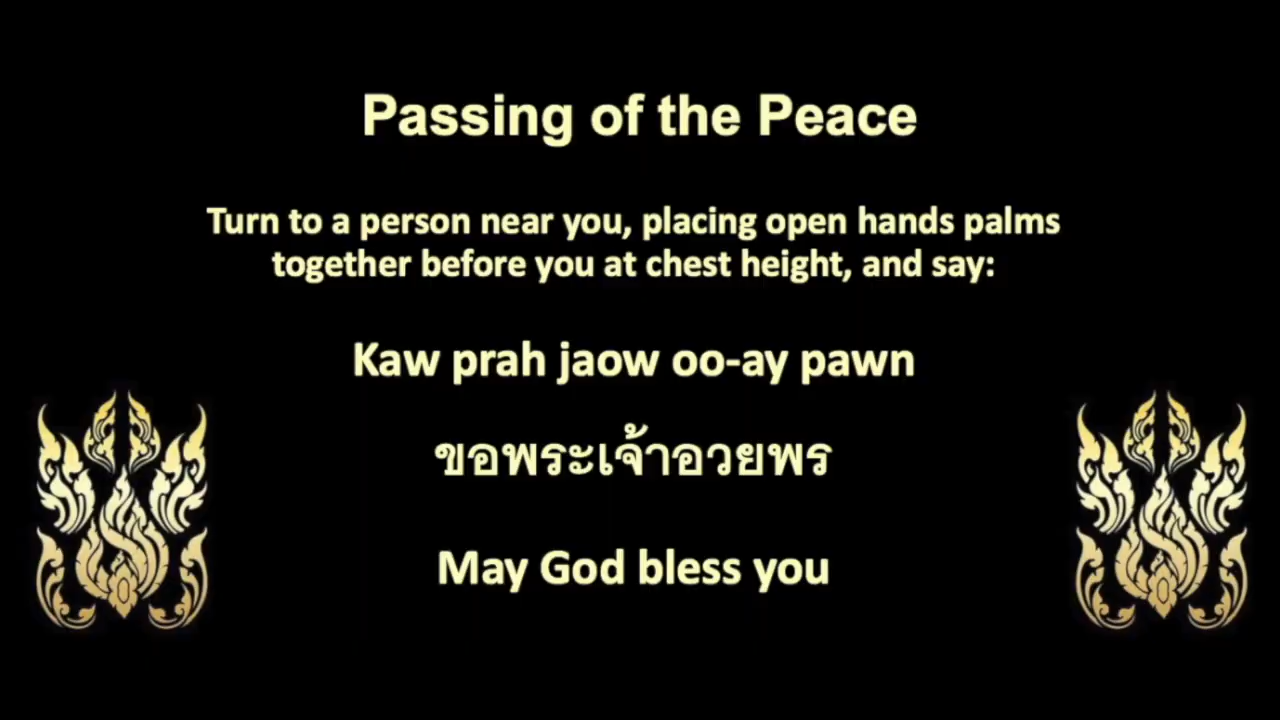 Passing of the Peace
Turn to a person near you, placing open hands palms
together before you at chest height, and say:
Kaw prah jaow oo-ay pawn
ขอพระเจ้าอวยพร
May God bless you